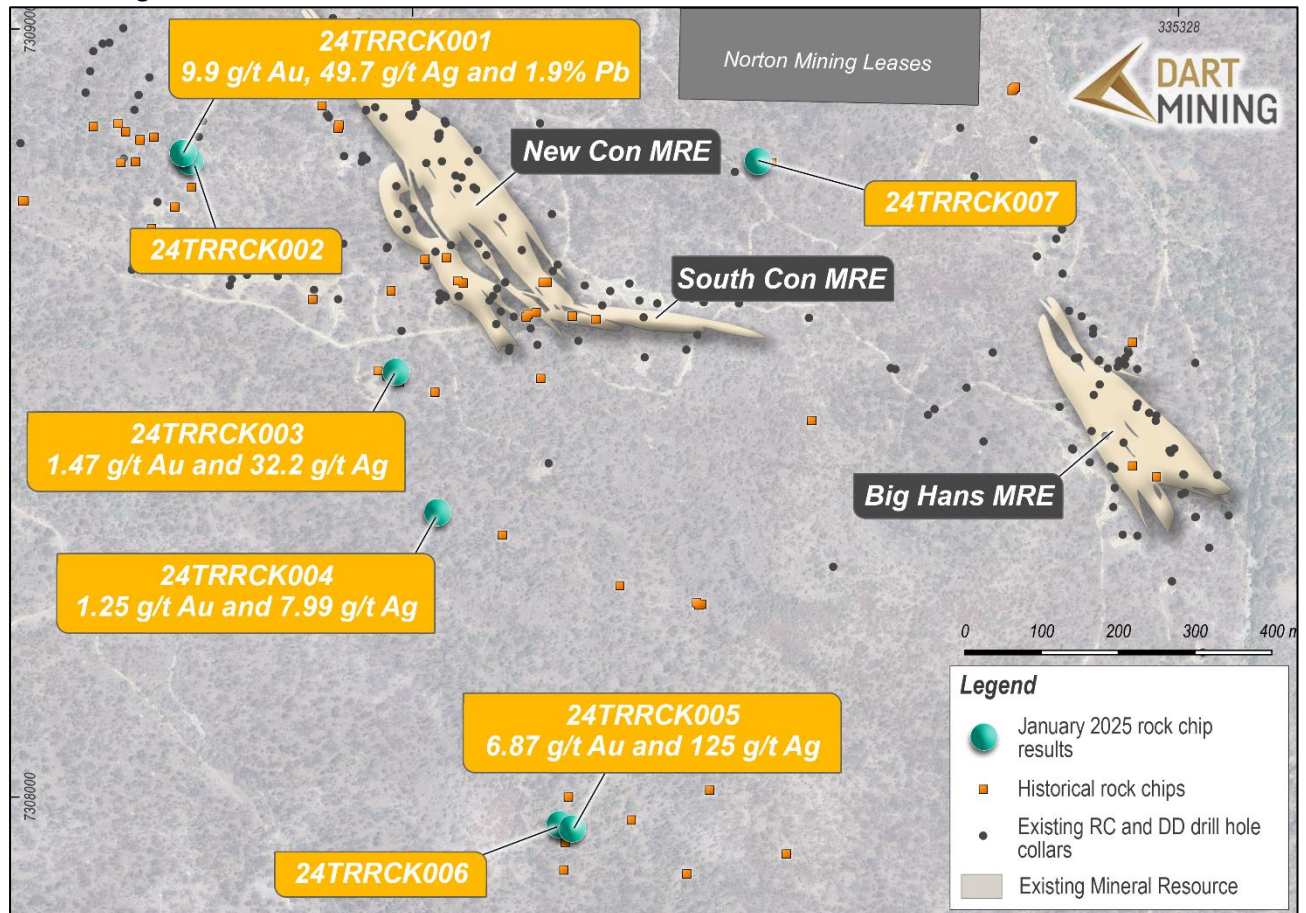 7309000
335328
24TRRCK001
9.9 g/t Au, 49.7 g/t Ag and 1.9% Pb
Norton Mining Leases
DART
MINING
New Con MRE
24TRRCK007
24TRRCK002
South Con MRE
24TRRCK003
1.47 g/t Au and 32.2 g/t Ag
Big Hans MRE
24TRRCK004
1.25 g/t Au and 7.99 g/t Ag
0 100 200 300 400 m
24TRRCK005
6.87 g/t Au and 125 g/t Ag
7308000
24TRRCK006
Legend
January 2025 rock chip
results
Historical rock chips
Existing RC and DD drill hole
collars
Existing Mineral Resource